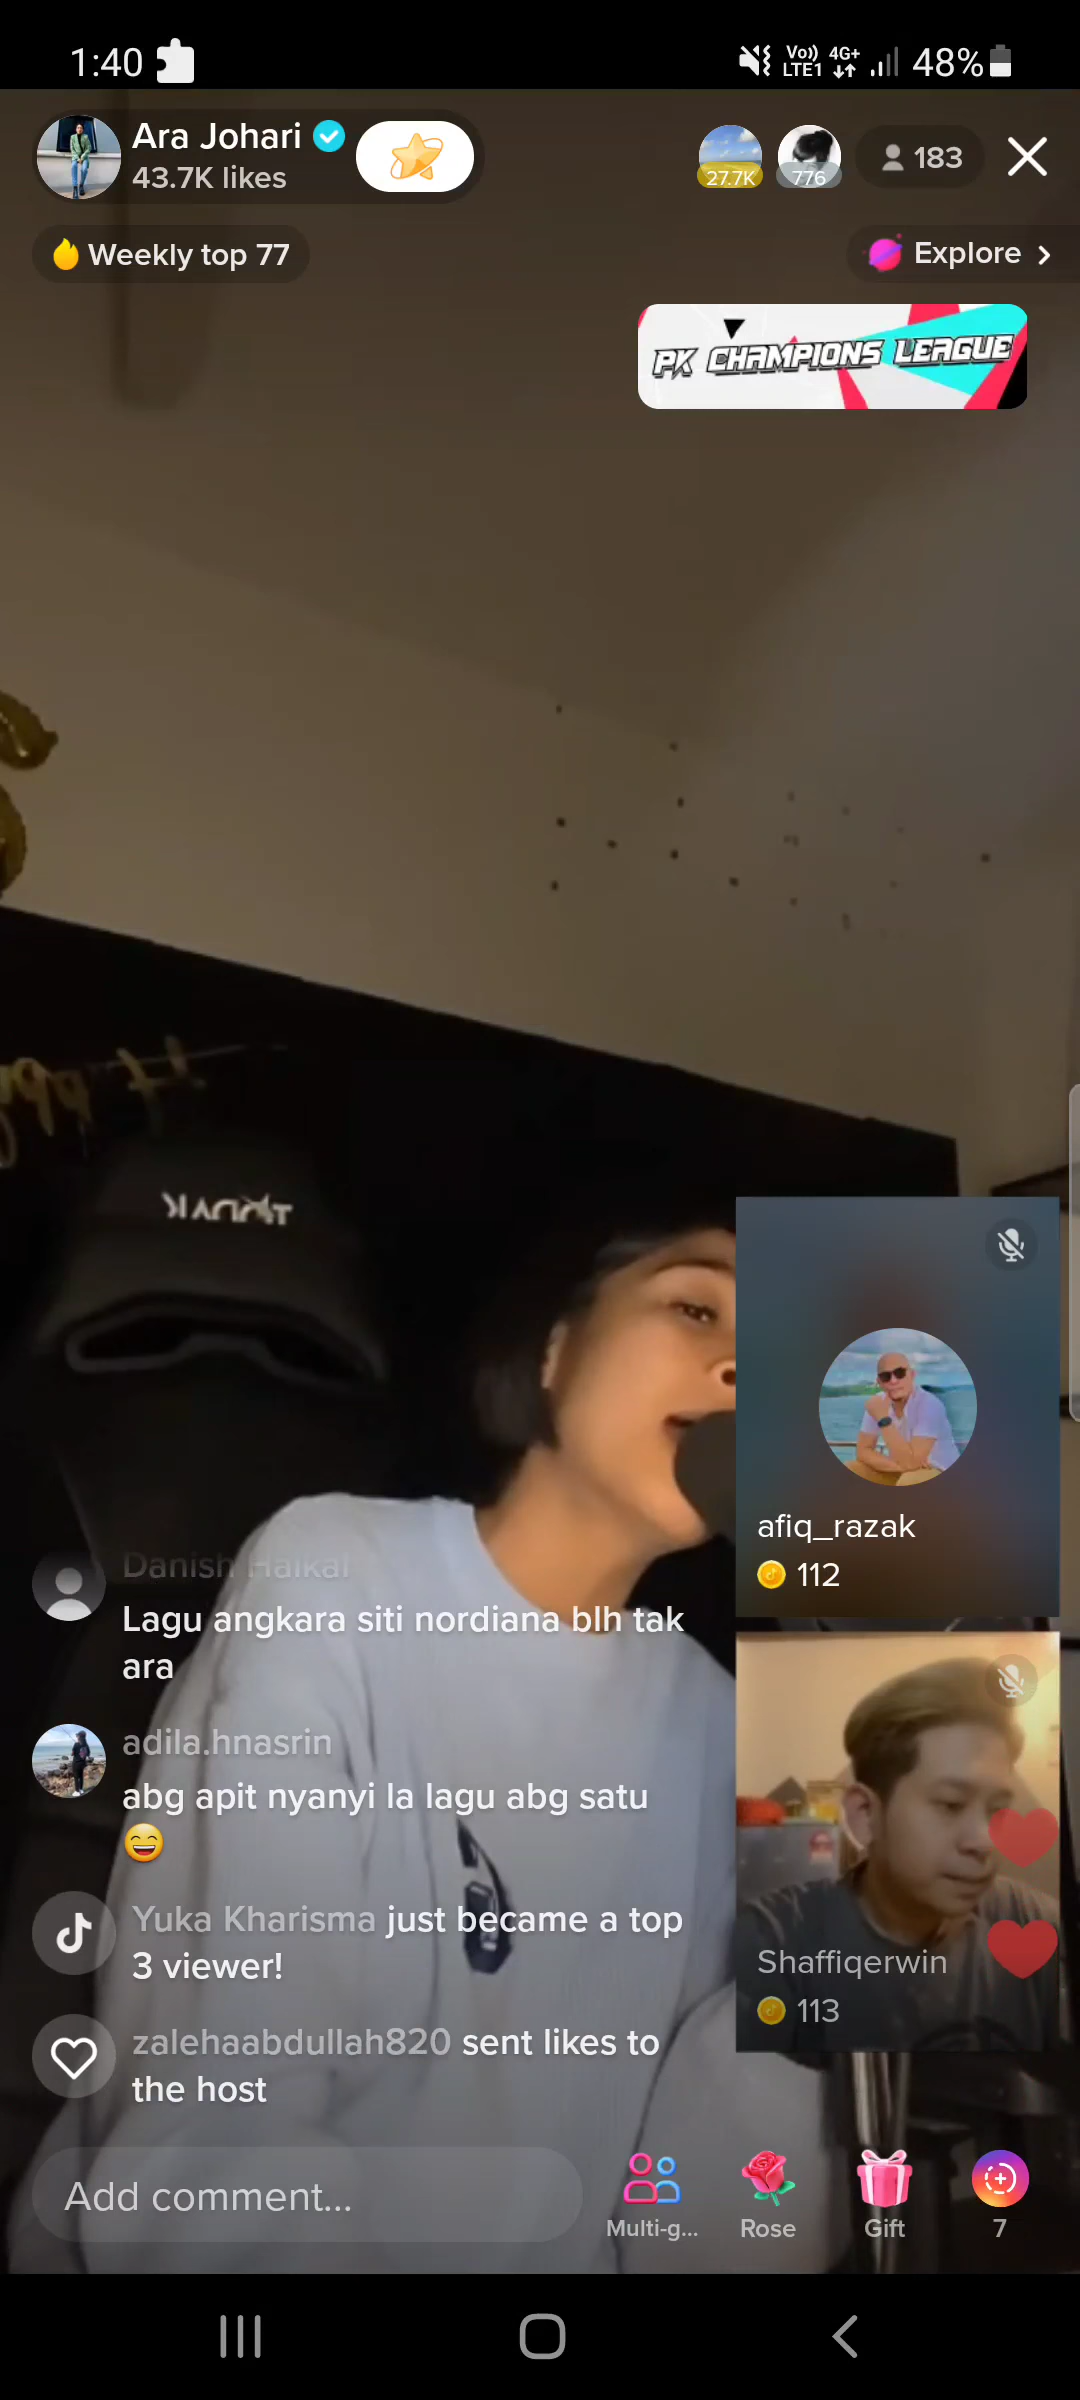 1:40
Vo))
LTE1
4G+
48%
Ara Johari
43.7K likes
27.7K
776
183
Weekly top 77
Explore
PK CHAMPIONS LEAGUE
afiq_razak
112
Danish Haikal
Lagu angkara siti nordiana blh tak
ara
adila.hnasrin
abg apit nyanyi la lagu abg satu
😄
Yuka Kharisma just became a top
3 viewer!
Shaffiqerwin
113
zalehaabdullah820 sent likes to
the host
Add comment...
Multi-g...
Rose
Gift
7